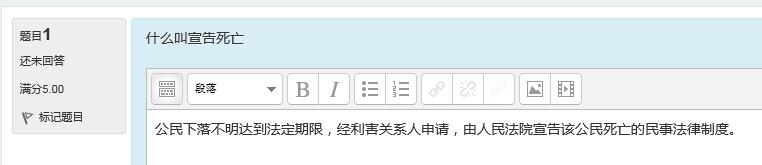 题目1
还未回答
满分5.00
标记题目
什么叫宣告死亡
段落
B I
公民下落不明达到法定期限，经利害关系人申请，由人民法院宣告该公民死亡的民事法律制度。